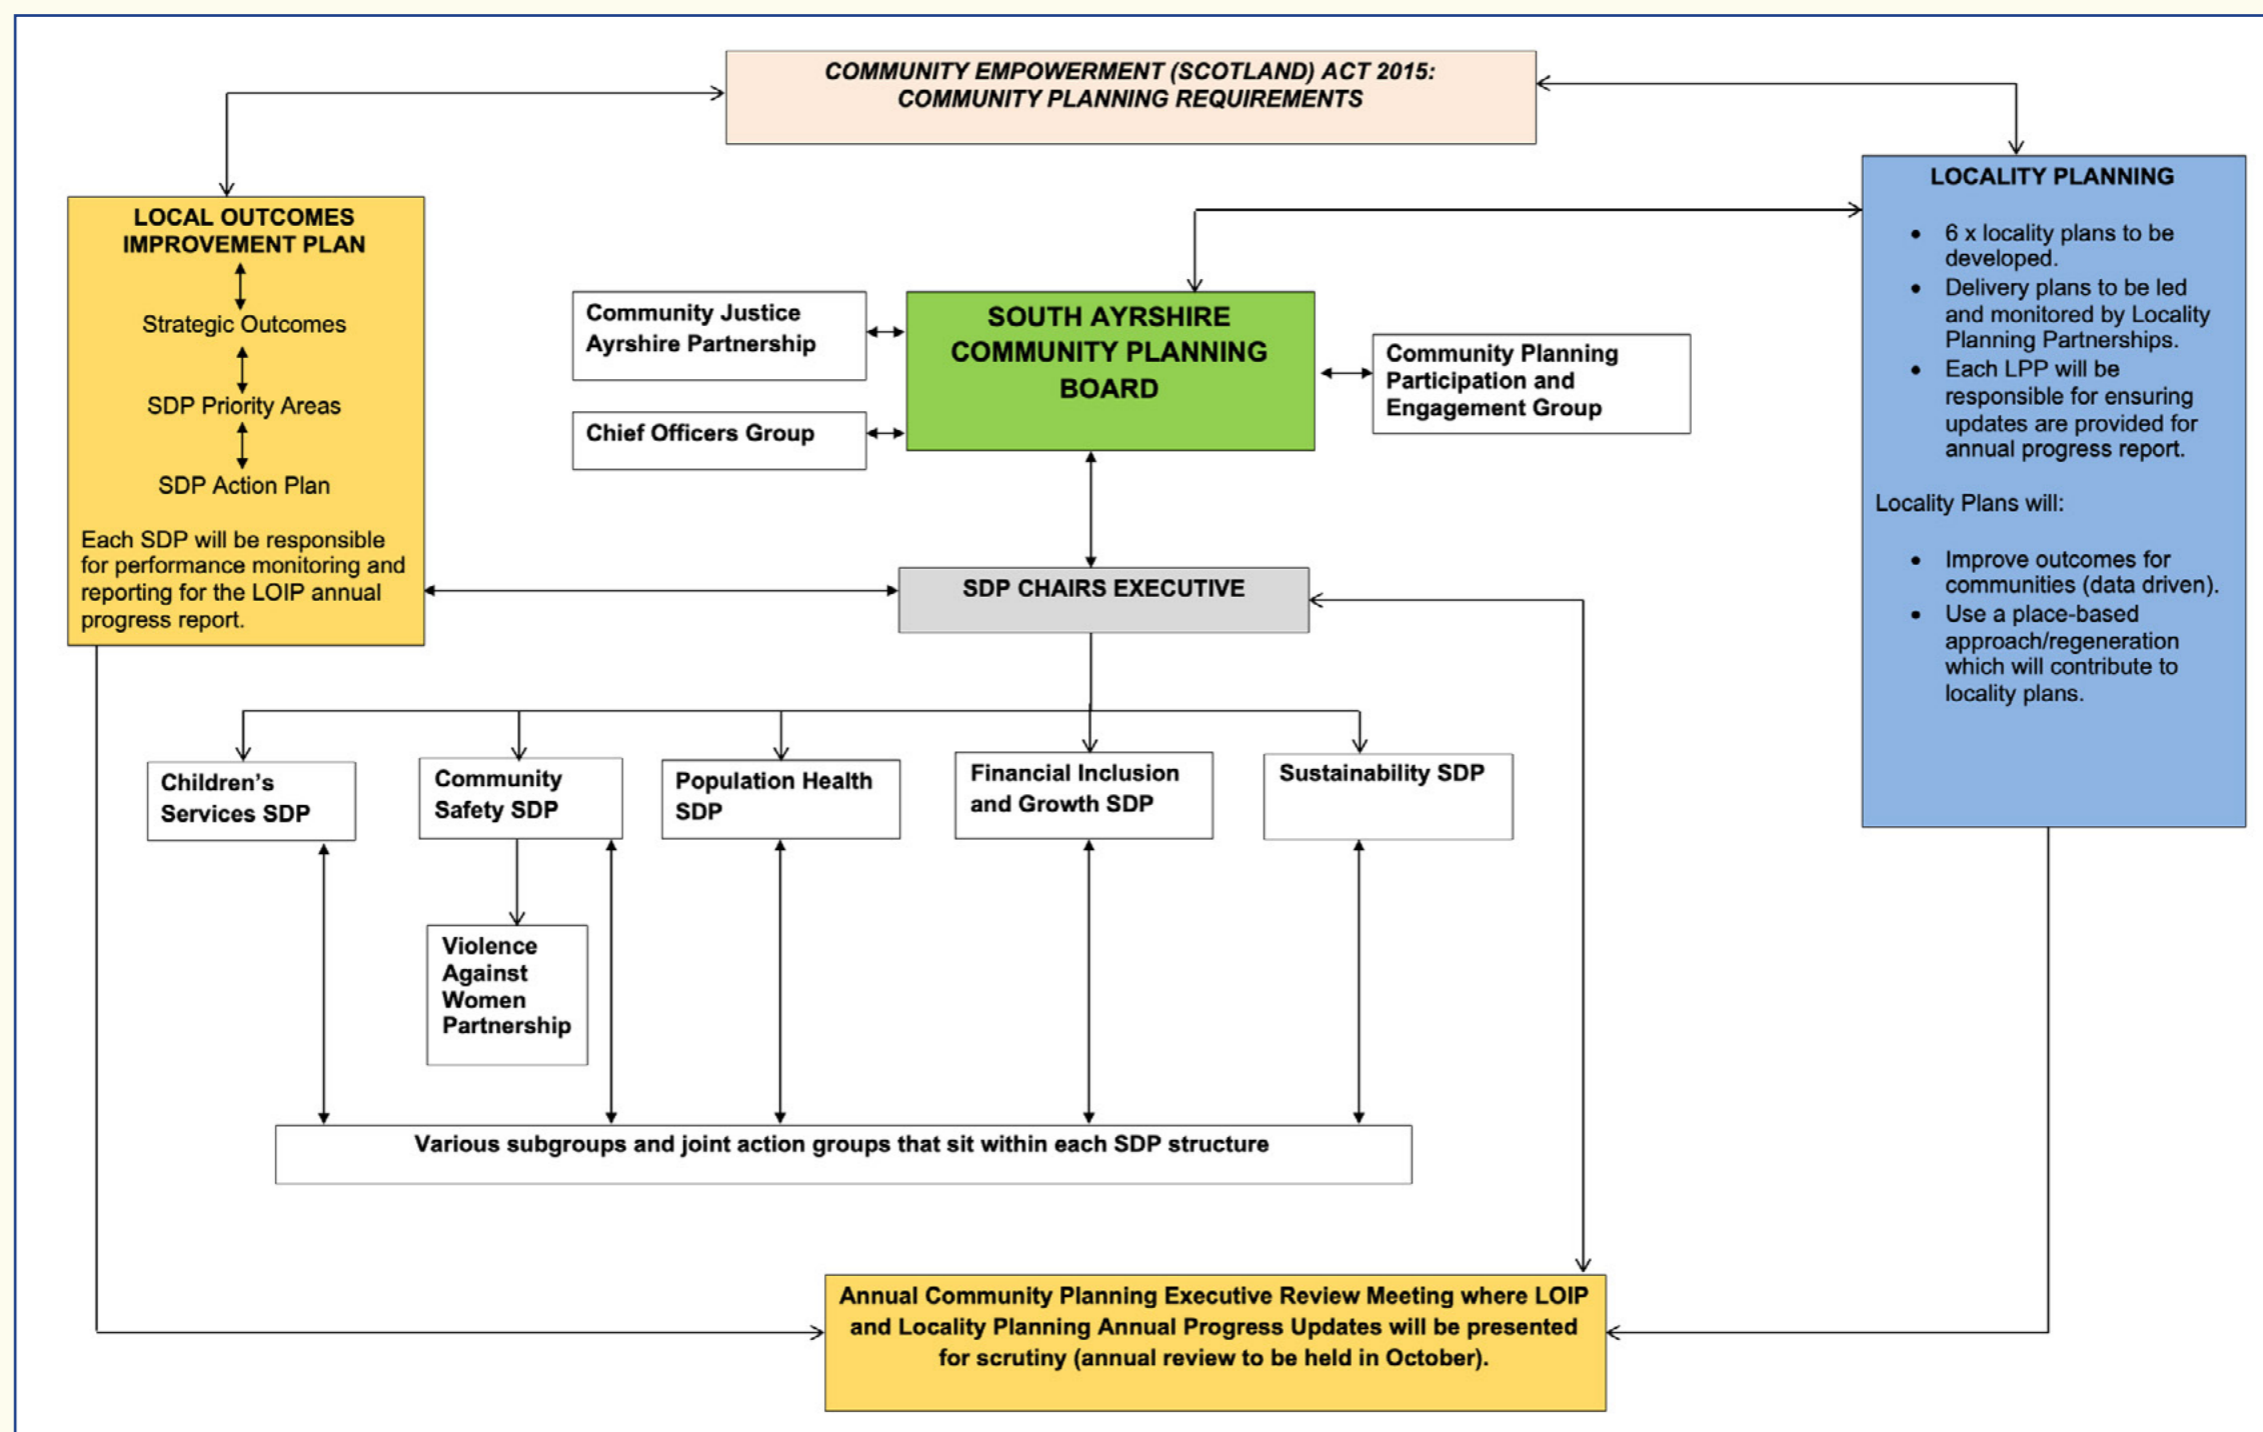 COMMUNITY EMPOWERMENT (SCOTLAND) ACT 2015:
COMMUNITY PLANNING REQUIREMENTS
LOCAL OUTCOMES
IMPROVEMENT PLAN
Strategic Outcomes
SDP Priority Areas
SDP Action Plan
Each SDP will be responsible
for performance monitoring and
reporting for the LOIP annual
progress report.
Community Justice
Ayrshire Partnership
Chief Officers Group
SOUTH AYRSHIRE
COMMUNITY PLANNING
BOARD
Community Planning
Participation and
Engagement Group
LOCALITY PLANNING
• 6 x locality plans to be
developed.
• Delivery plans to be led
and monitored by Locality
Planning Partnerships.
• Each LPP will be
responsible for ensuring
updates are provided for
annual progress report.
Locality Plans will:
• Improve outcomes for
communities (data driven).
• Use a place-based
approach/regeneration
which will contribute to
locality plans.
SDP CHAIRS EXECUTIVE
Children’s
Services SDP
Community
Safety SDP
Population Health
SDP
Financial Inclusion
and Growth SDP
Sustainability SDP
Violence
Against
Women
Partnership
Various subgroups and joint action groups that sit within each SDP structure
Annual Community Planning Executive Review Meeting where LOIP
and Locality Planning Annual Progress Updates will be presented
for scrutiny (annual review to be held in October).